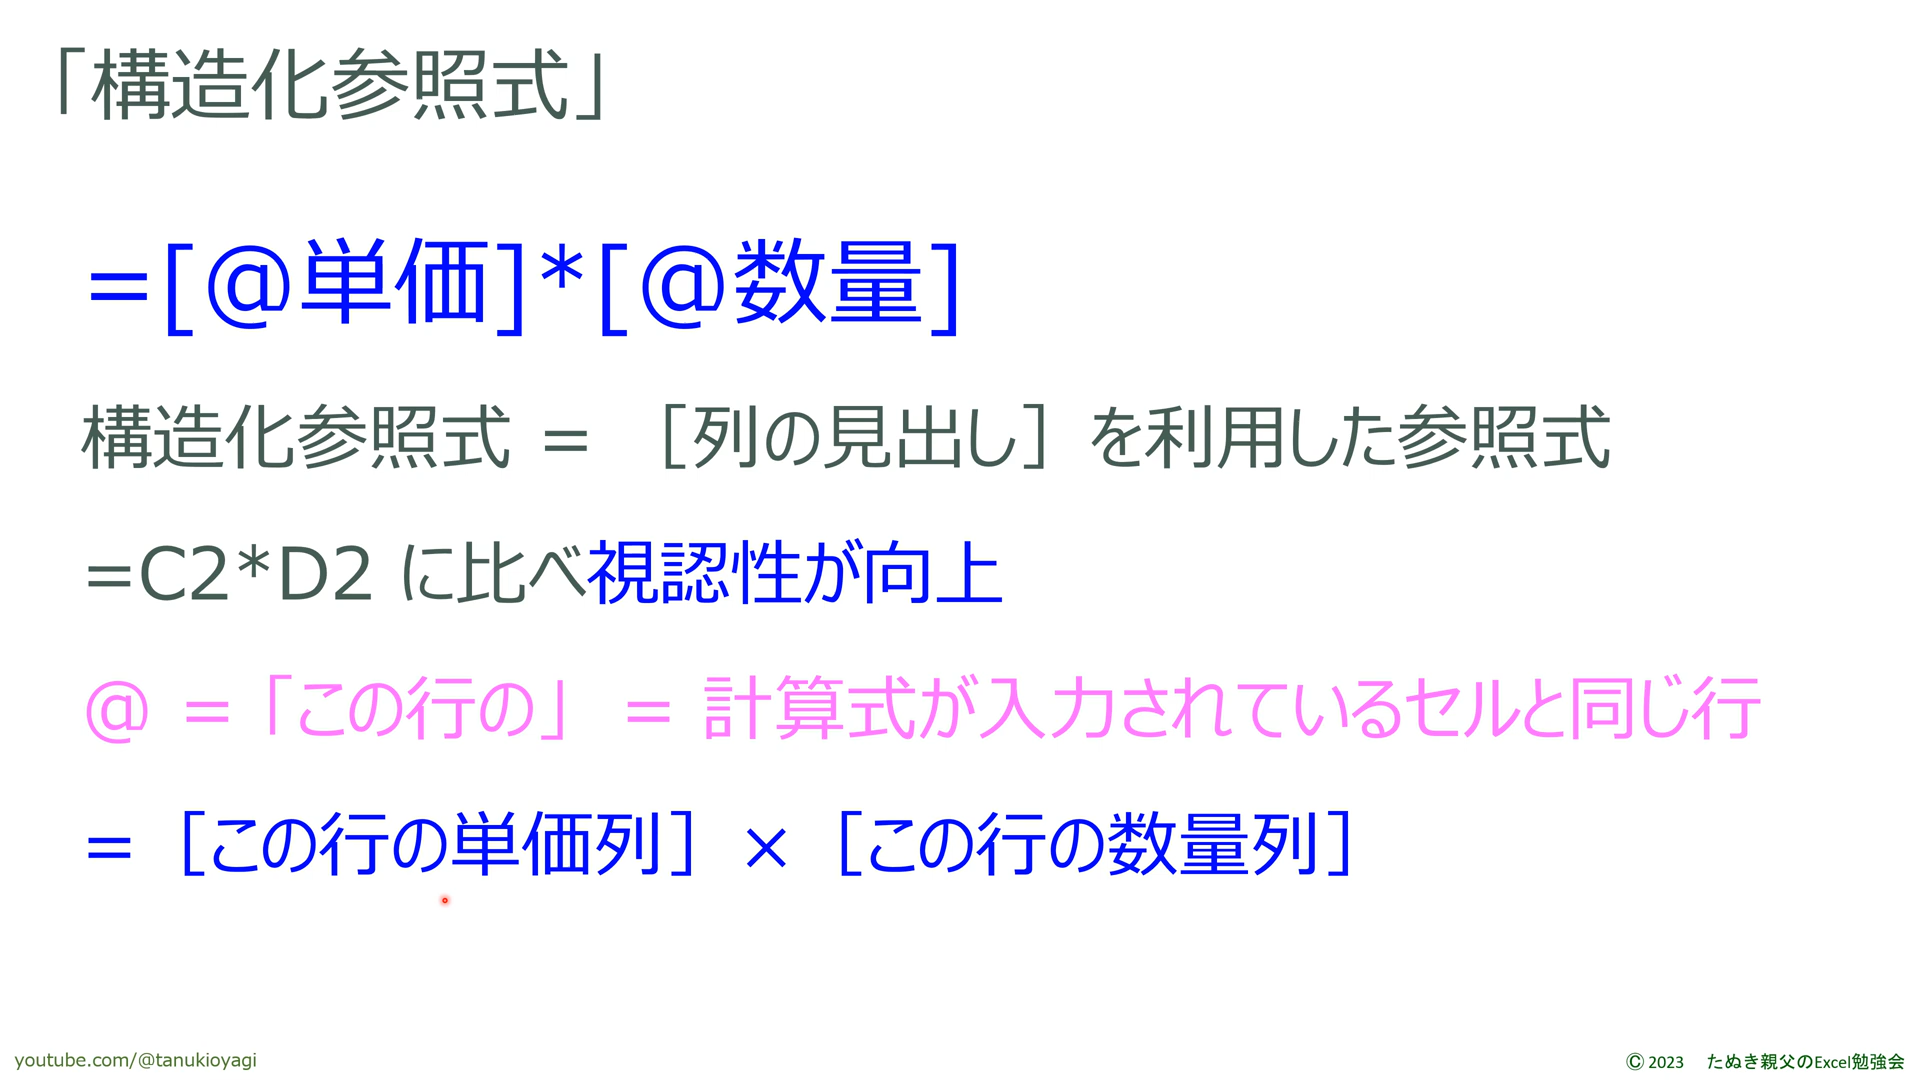 「構造化参照式」
=[@単価]*[@数量]
構造化参照式 = ［列の見出し］を利用した参照式
=C2*D2 に比べ視認性が向上
@ =「この行の」 = 計算式が入力されているセルと同じ行
=［この行の単価列］×［この行の数量列］
youtube.com/@tanukioyagi
Ⓒ 2023 たぬき親父のExcel勉強会